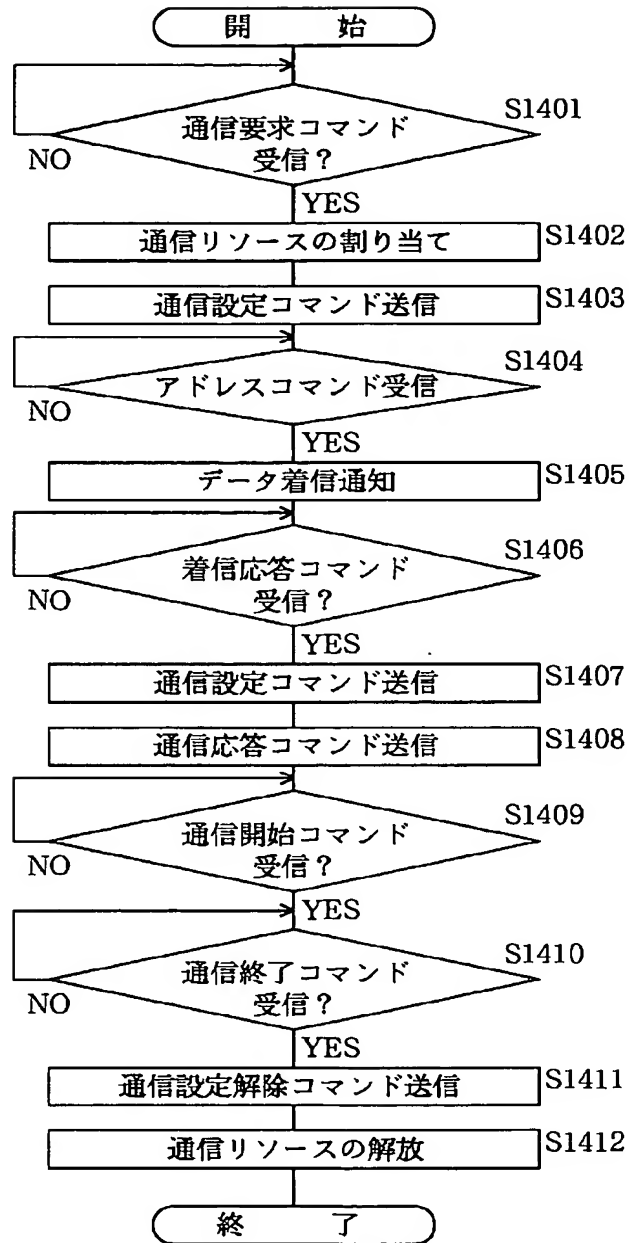 開 始
S1401
通信要求コマンド
受信？
NO
YES
通信リソースの割り当て
S1402
通信設定コマンド送信
S1403
S1404
アドレスコマンド受信
NO
YES
データ着信通知
S1405
S1406
着信応答コマンド
受信？
NO
YES
通信設定コマンド送信
S1407
通信応答コマンド送信
S1408
S1409
通信開始コマンド
受信？
NO
YES
S1410
通信終了コマンド
受信？
NO
YES
通信設定解除コマンド送信
S1411
通信リソースの解放
S1412
終 了